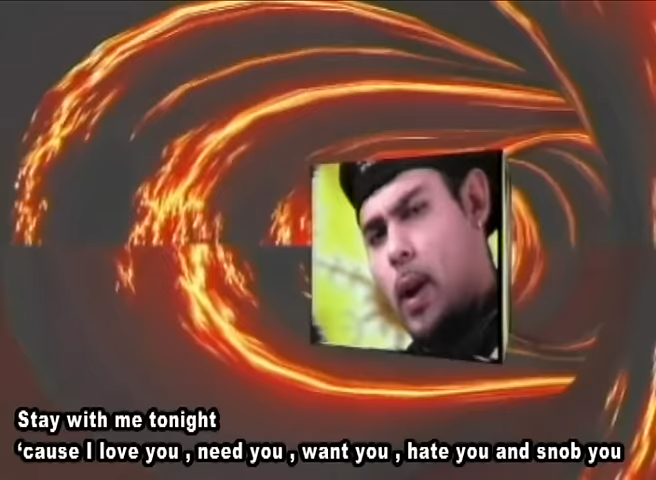 Stay with me tonight
‘cause I love you , need you , want you , hate you and snob you